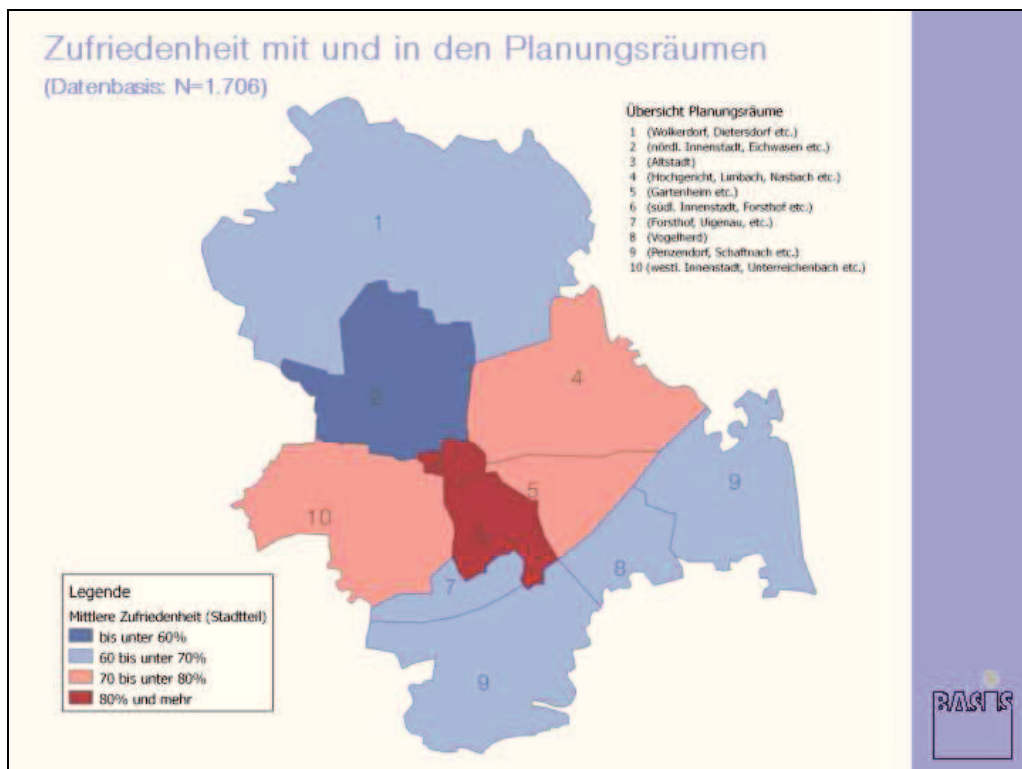 Zufriedenheit mit und in den Planungsräumen
(Datenbasis: N=1.706)
Übersicht Planungsräume
1 (Wolkerdorf, Dietersdorf etc.)
2 (nördl. Innenstadt, Eichwasen etc.)
3 (Altstadt)
4 (Hochgericht, Limbach, Nasbach etc.)
5 (Gartenheim etc.)
6 (südl. Innenstadt, Forsthof etc.)
7 (Forsthof, Uigenau, etc.)
8 (Vogelherd)
9 (Penzendorf, Schaftnach etc.)
10 (westl. Innenstadt, Unterreichenbach etc.)
1
4
2
9
5
10
8
7
9
Legende
Mittlere Zufriedenheit (Stadtteil)
bis unter 60%
60 bis unter 70%
70 bis unter 80%
80% und mehr
BASIS